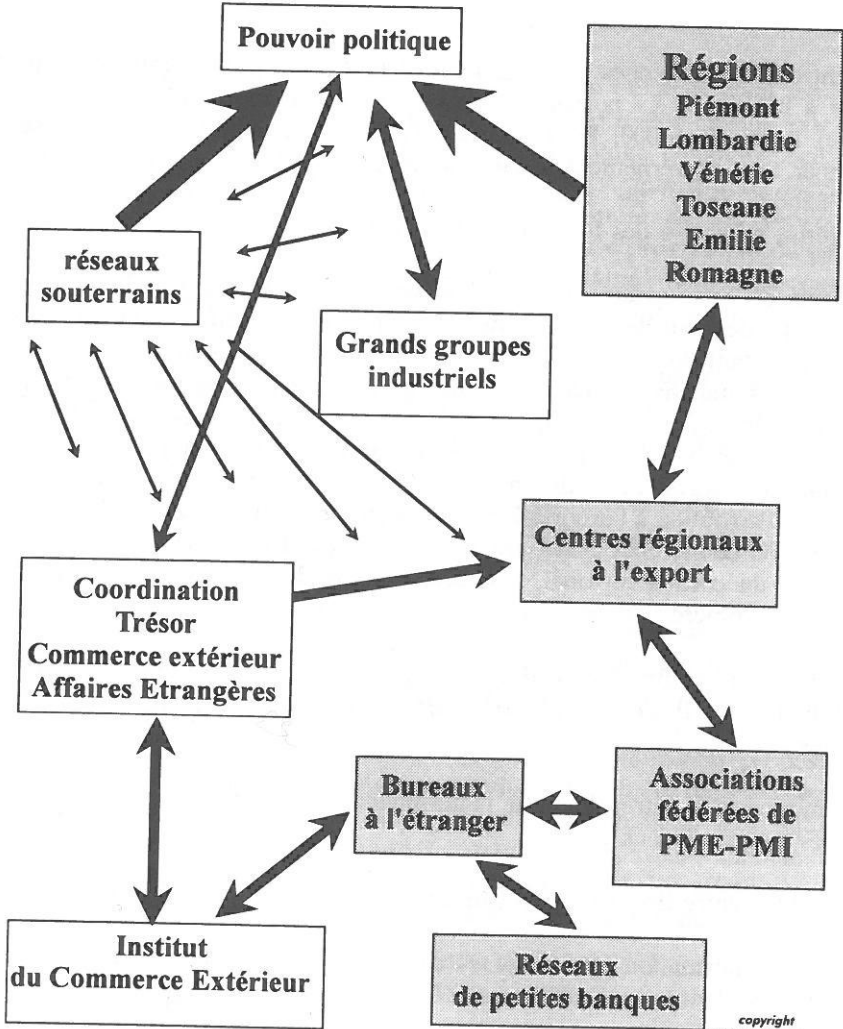 Pouvoir politique
Régions
Piémont
Lombardie
Vénétie
Toscane
Emilie
Romagne
réseaux
souterrains
Grands groupes
industriels
Centres régionaux
à l'export
Coordination
Trésor
Commerce extérieur
Affaires Etrangères
Bureaux
à l'étranger
Associations
fédérées de
PME-PMI
Institut
du Commerce Extérieur
Réseaux
de petites banques
copyright